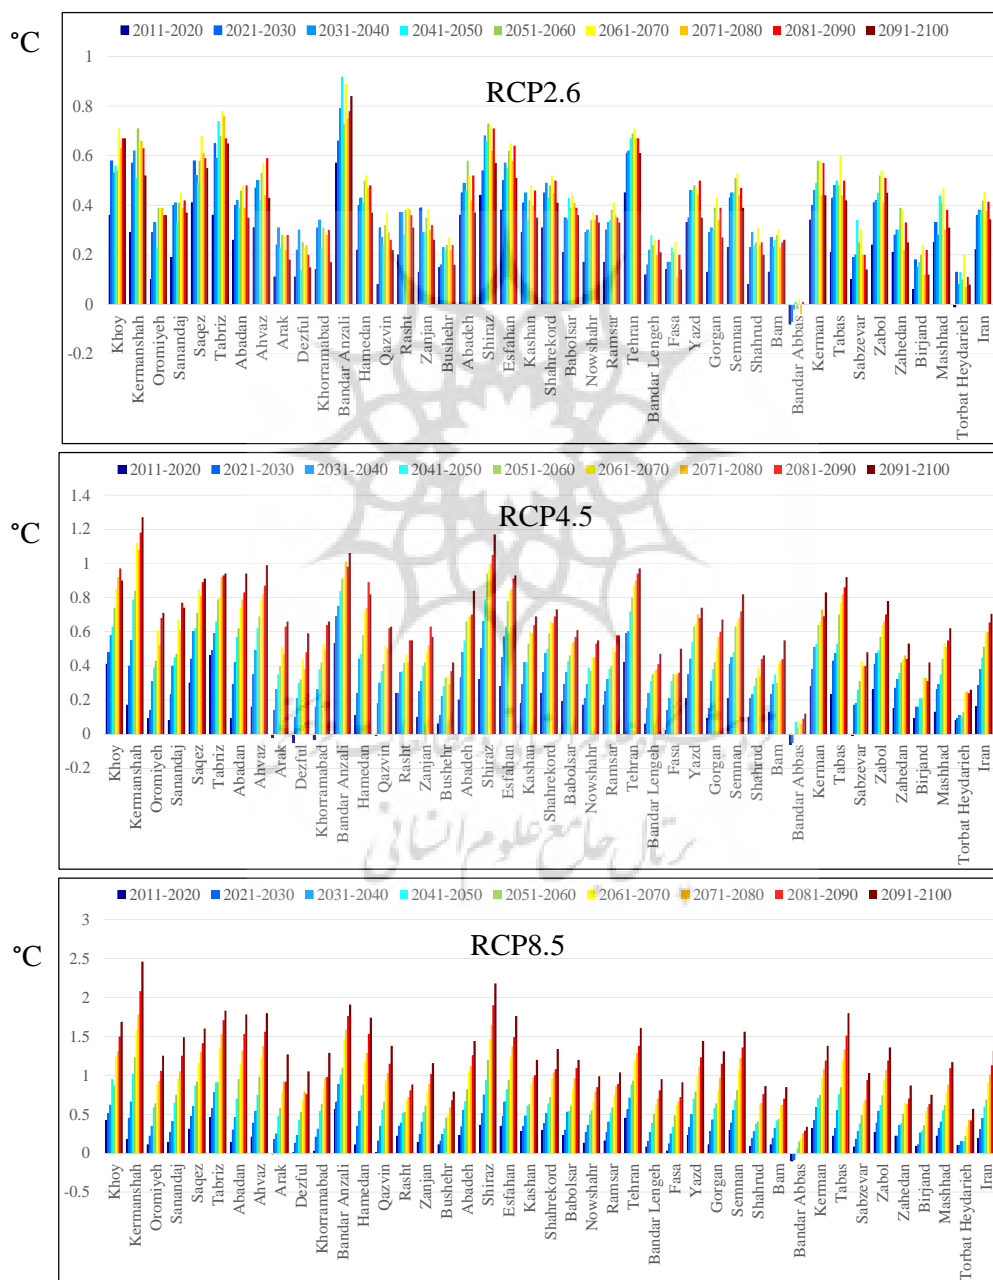 2011-2020 2021-2030 2031-2040 2041-2050 2051-2060 2061-2070 2071-2080 2081-2090 2091-2100
°C
RCP2.6
1
0.8
0.6
0.4
0.2
0
-0.2
Khoy
Kermanshah
Oromiyeh
Sanandaj
Saqez
Tabriz
Abadan
Ahvaz
Arak
Dezful
Khorramabad
Bandar Anzali
Hamedan
Qazvin
Rasht
Zanjan
Bushehr
Abadeh
Shiraz
Esfahan
Kashan
Shahrekord
Babolsar
Nowshahr
Ramsar
Tehran
Bandar Lengeh
Fasa
Yazd
Gorgan
Semnan
Shahrud
Bam
Bandar Abbas
Kerman
Tabas
Sabzevar
Zabol
Zahedan
Birjand
Mashhad
Torbat Heydarieh
Iran
2011-2020 2021-2030 2031-2040 2041-2050 2051-2060 2061-2070 2071-2080 2081-2090 2091-2100
°C
RCP4.5
1.4
1.2
1
0.8
0.6
0.4
0.2
0
-0.2
Khoy
Kermanshah
Oromiyeh
Sanandaj
Saqez
Tabriz
Abadan
Ahvaz
Arak
Dezful
Khorramabad
Bandar Anzali
Hamedan
Qazvin
Rasht
Zanjan
Bushehr
Abadeh
Shiraz
Esfahan
Kashan
Shahrekord
Babolsar
Nowshahr
Ramsar
Tehran
Bandar Lengeh
Fasa
Yazd
Gorgan
Semnan
Shahrud
Bam
Bandar Abbas
Kerman
Tabas
Sabzevar
Zabol
Zahedan
Birjand
Mashhad
Torbat Heydarieh
Iran
رتال جامع علوم انسانی
2011-2020 2021-2030 2031-2040 2041-2050 2051-2060 2061-2070 2071-2080 2081-2090 2091-2100
°C
RCP8.5
3
2.5
2
1.5
1
0.5
0
-0.5
Khoy
Kermanshah
Oromiyeh
Sanandaj
Saqez
Tabriz
Abadan
Ahvaz
Arak
Dezful
Khorramabad
Bandar Anzali
Hamedan
Qazvin
Rasht
Zanjan
Bushehr
Abadeh
Shiraz
Esfahan
Kashan
Shahrekord
Babolsar
Nowshahr
Ramsar
Tehran
Bandar Lengeh
Fasa
Yazd
Gorgan
Semnan
Shahrud
Bam
Bandar Abbas
Kerman
Tabas
Sabzevar
Zabol
Zahedan
Birjand
Mashhad
Torbat Heydarieh
Iran